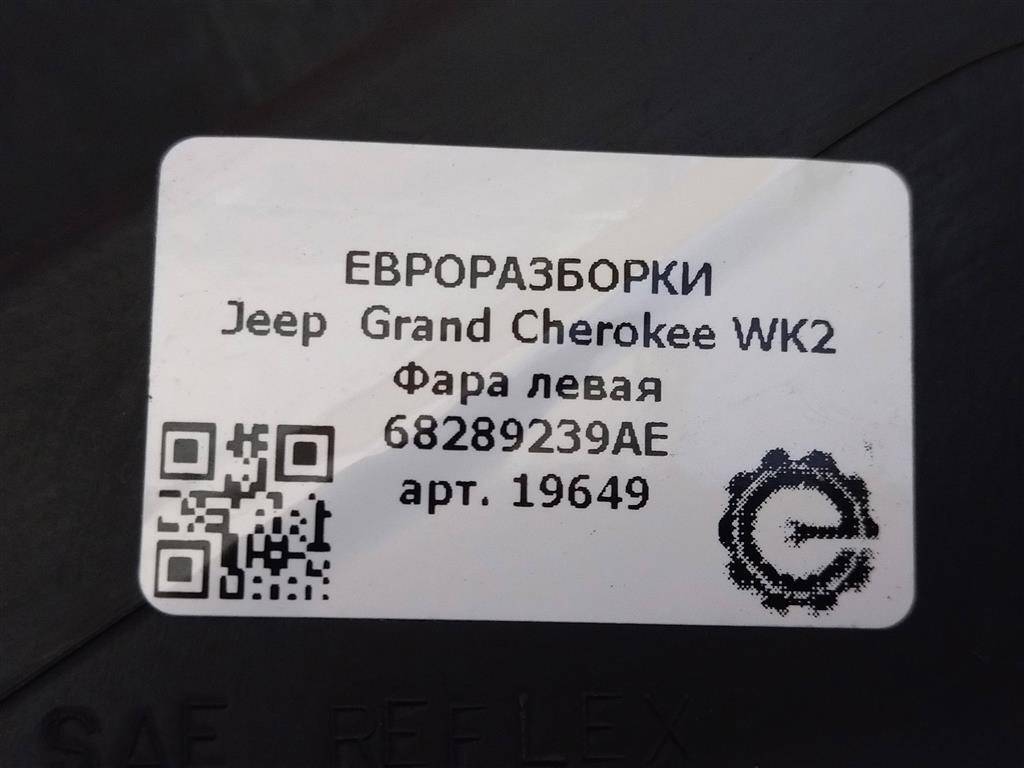 ЕВРОРАЗБОРКИ
Jeep Grand Cherokee WK2
Фара левая
68289239AE
арт. 19649
SAE REFLEX